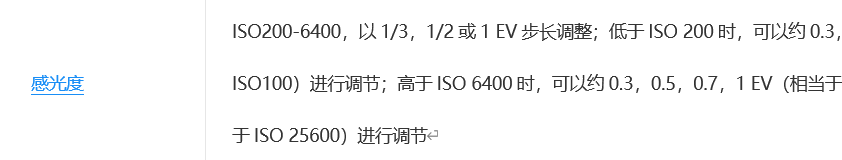 ISO200-6400，以 1/3，1/2 或 1 EV 步长调整；低于 ISO 200 时，可以约 0.3，
感光度
ISO100）进行调节；高于 ISO 6400 时，可以约 0.3，0.5，0.7，1 EV（相当于
于 ISO 25600）进行调节